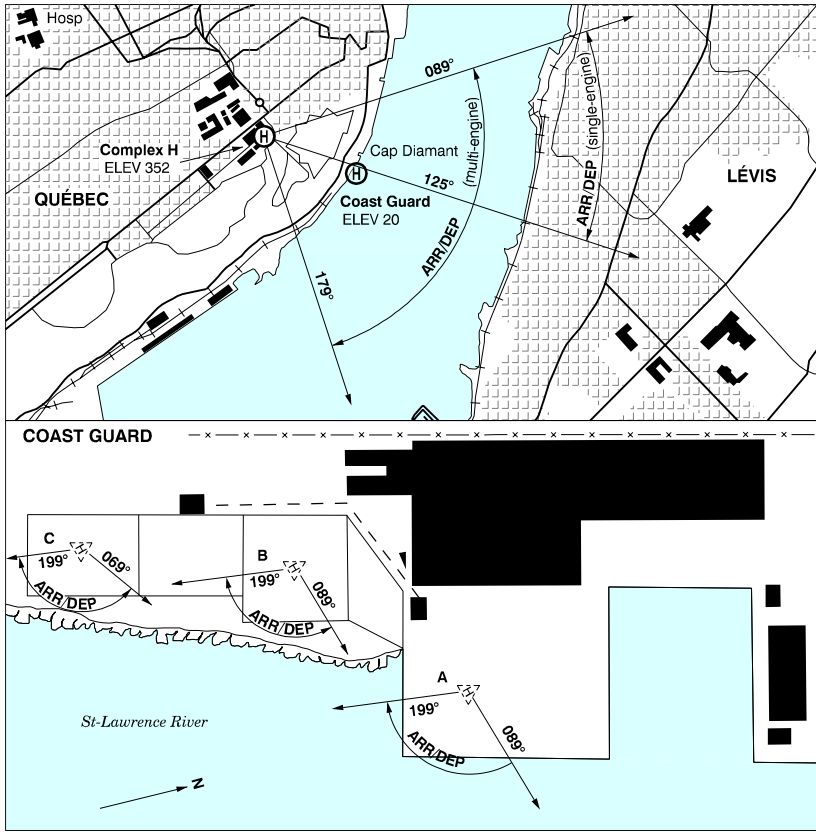 Hosp
089°
(multi-engine)
ARR/DEP
(single-engine)
ARR/DEP
Complex H
ELEV 352
H
Cap Diamant
H
125°
LÉVIS
QUÉBEC
Coast Guard
ELEV 20
179°
COAST GUARD
C
H
199°
069°
ARR/DEP
B
H
199°
089°
ARR/DEP
A
H
199°
089°
ARR/DEP
St-Lawrence River
N